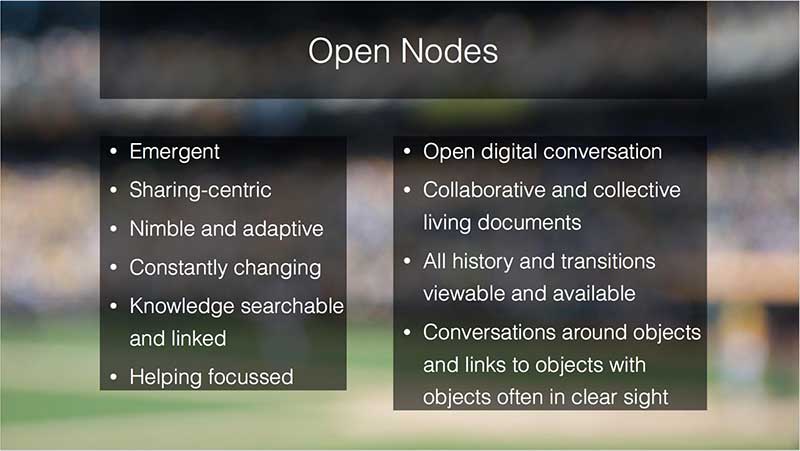 Open Nodes
• Emergent
• Sharing-centric
• Nimble and adaptive
• Constantly changing
• Knowledge searchable
and linked
• Helping focussed
• Open digital conversation
• Collaborative and collective
living documents
• All history and transitions
viewable and available
• Conversations around objects
and links to objects with
objects often in clear sight